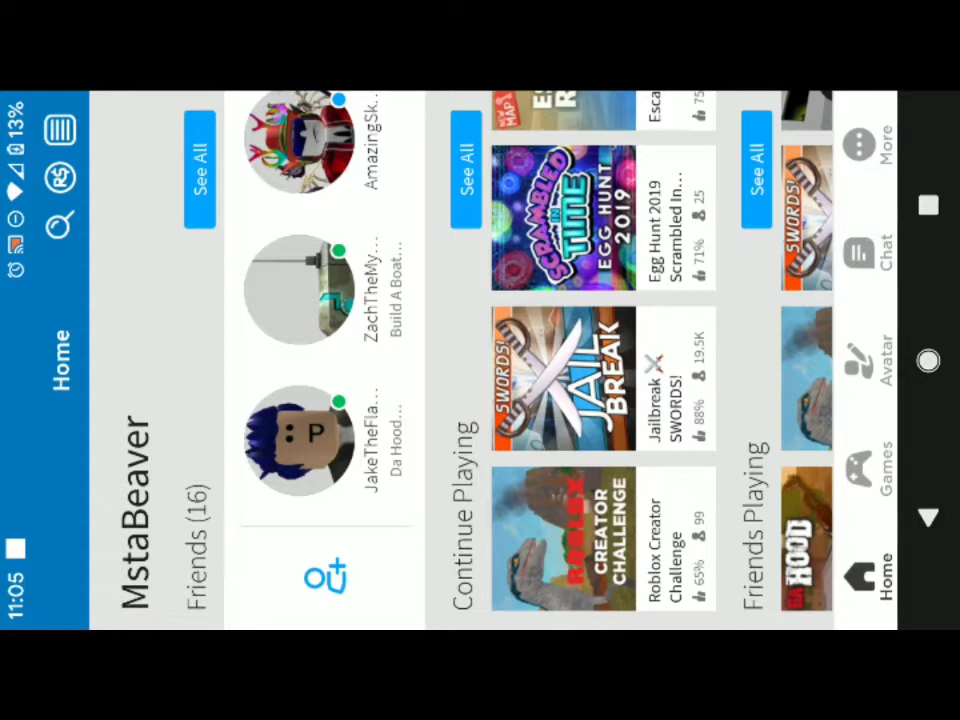 11:05
13%
Home
MstaBeaver
Friends (16)
See All
JakeTheFla...
Da Hood...
ZachTheMy...
Build A Boat...
AmazingSk..
Continue Playing
See All
ROBLOX
CREATOR
CHALLENGE
Roblox Creator
Challenge
65% 99
SWORDS!
JAIL
BREAK
Jailbreak ⚔️
SWORDS!
88% 19.5K
SCRAMBLED
IN
TIME
EGG HUNT
2019
Egg Hunt 2019
Scrambled In...
71% 25
NEW
MAP
Esca
75
Friends Playing
See All
DA HOOD
SWORDS!
Home
Games
Avatar
Chat
More